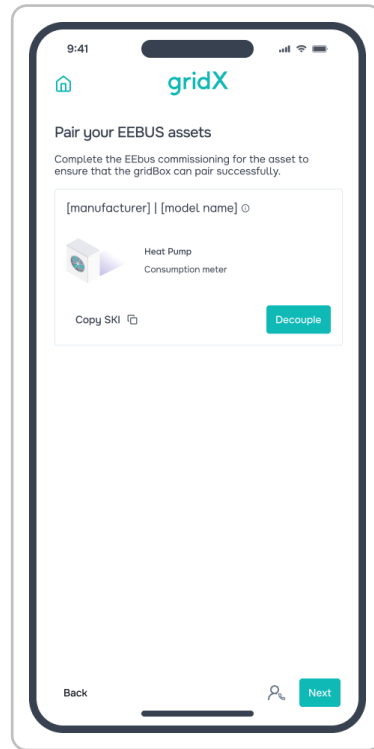 9:41
gridX
Pair your EEBUS assets
Complete the EEbus commissioning for the asset to
ensure that the gridBox can pair successfully.
[manufacturer] | [model name]
Heat Pump
Consumption meter
Copy SKI
Decouple
Back
Next